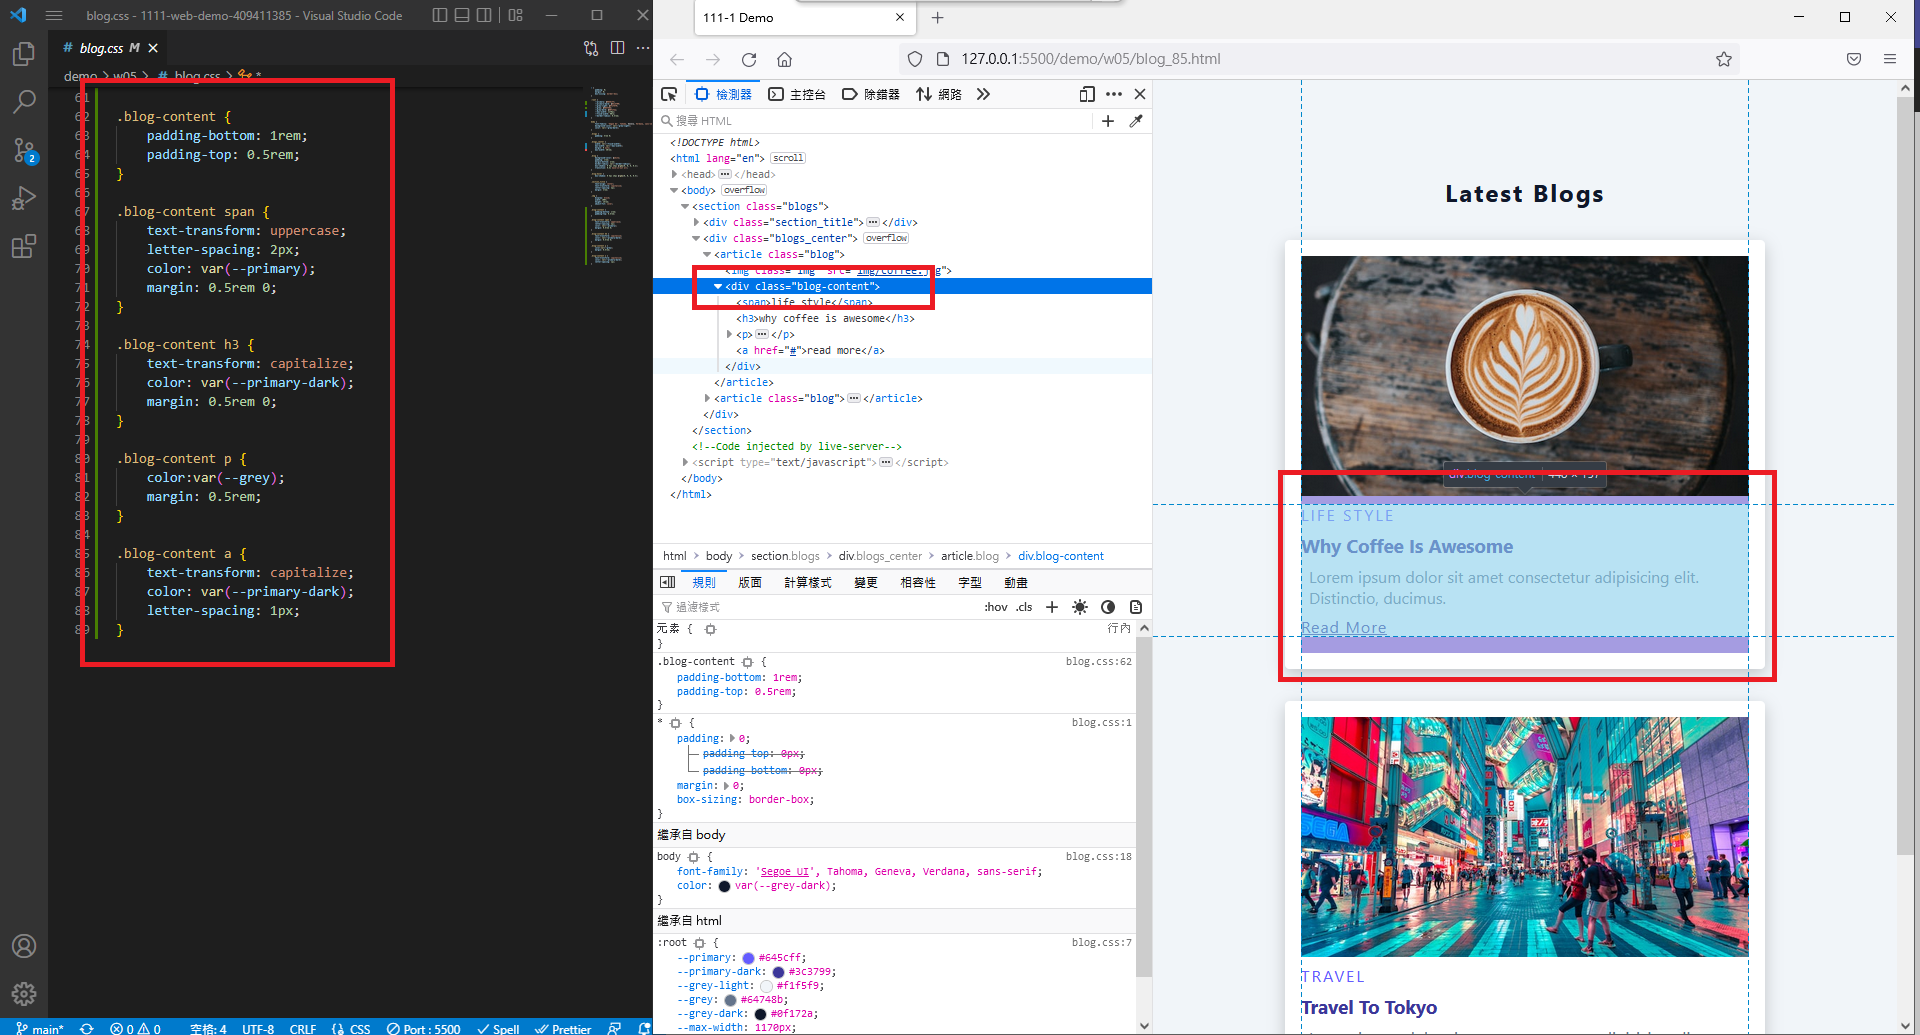 blog.css - 1111-web-demo-409411385 - Visual Studio Code
# blog.css M
demo > w05 > # blog.css > *
61
62 .blog-content {
63 padding-bottom: 1rem;
64 padding-top: 0.5rem;
65 }
66
67 .blog-content span {
68 text-transform: uppercase;
69 letter-spacing: 2px;
70 color: var(--primary);
71 margin: 0.5rem 0;
72 }
73
74 .blog-content h3 {
75 text-transform: capitalize;
76 color: var(--primary-dark);
77 margin: 0.5rem 0;
78 }
79
80 .blog-content p {
81 color:var(--grey);
82 margin: 0.5rem;
83 }
84
85 .blog-content a {
86 text-transform: capitalize;
87 color: var(--primary-dark);
88 letter-spacing: 1px;
89 }
2
main* 0 0 空格: 4 UTF-8 CRLF {} CSS Port : 5500 Spell Prettier
111-1 Demo
127.0.0.1:5500/demo/w05/blog_85.html
檢測器 主控台 除錯器 網路
搜尋 HTML
<!DOCTYPE html>
<html lang="en"> scroll
<head> ••• </head>
<body> overflow
<section class="blogs">
<div class="section_title"> ••• </div>
<div class="blogs_center"> overflow
<article class="blog">
<img class="img" src="img/coffee.jpg">
<div class="blog-content">
<span>life style</span>
<h3>why coffee is awesome</h3>
<p> ••• </p>
<a href="#">read more</a>
</div>
</article>
<article class="blog"> ••• </article>
</div>
</section>
<!--Code injected by live-server-->
<script type="text/javascript"> ••• </script>
</body>
</html>
html > body > section.blogs > div.blogs_center > article.blog > div.blog-content
規則 版面 計算樣式 變更 相容性 字型 動畫
過濾樣式 :hov .cls
元素 { 行內
}
.blog-content { blog.css:62
padding-bottom: 1rem;
padding-top: 0.5rem;
}
* { blog.css:1
padding: 0;
padding-top: 0px;
padding-bottom: 0px;
margin: 0;
box-sizing: border-box;
}
繼承自 body
body { blog.css:18
font-family: 'Segoe UI', Tahoma, Geneva, Verdana, sans-serif;
color: var(--grey-dark);
}
繼承自 html
:root { blog.css:7
--primary: #645cff;
--primary-dark: #3c3799;
--grey-light: #f1f5f9;
--grey: #64748b;
--grey-dark: #0f172a;
--max-width: 1170px;
Latest Blogs
div.blog-content 448 × 157
LIFE STYLE
Why Coffee Is Awesome
Lorem ipsum dolor sit amet consectetur adipisicing elit.
Distinctio, ducimus.
Read More
SEGA
TRAVEL
Travel To Tokyo